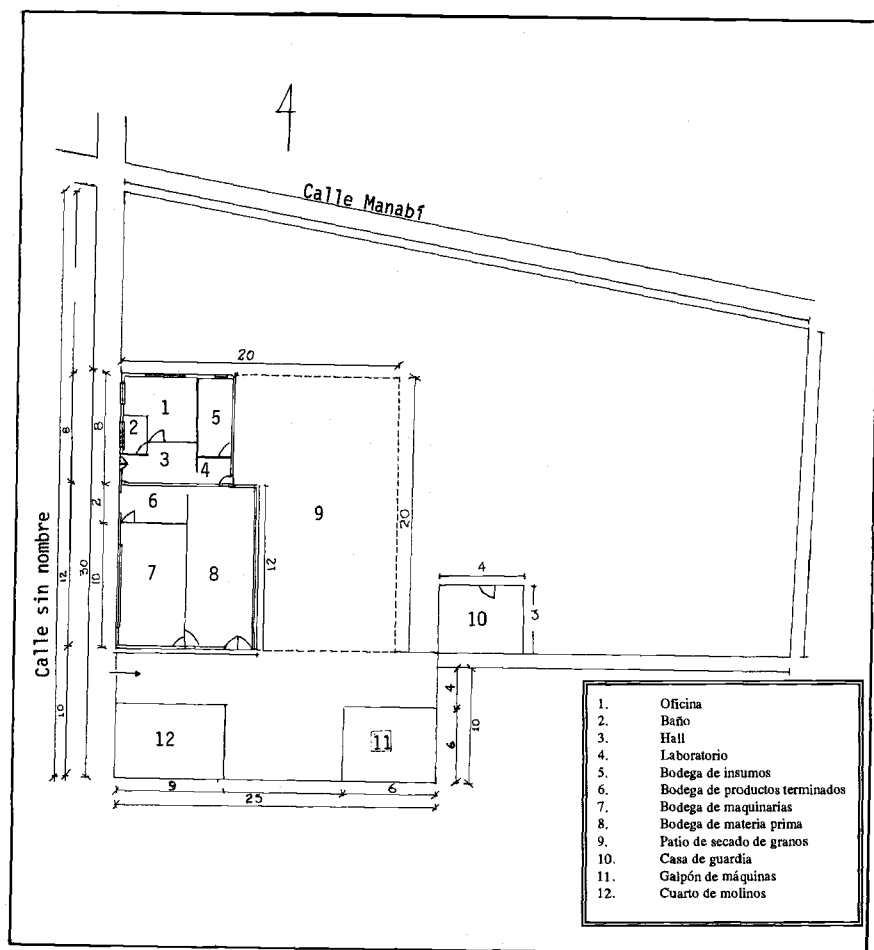 4
Calle Manabí
20
1
5
2
3
4
8
8
6
2
7
8
9
12
20
12
10
30
Calle sin nombre
4
10
3
10
4
10
6
12
11
9
6
25
1. Oficina
2. Baño
3. Hall
4. Laboratorio
5. Bodega de insumos
6. Bodega de productos terminados
7. Bodega de maquinarias
8. Bodega de materia prima
9. Patio de secado de granos
10. Casa de guardia
11. Galpón de máquinas
12. Cuarto de molinos